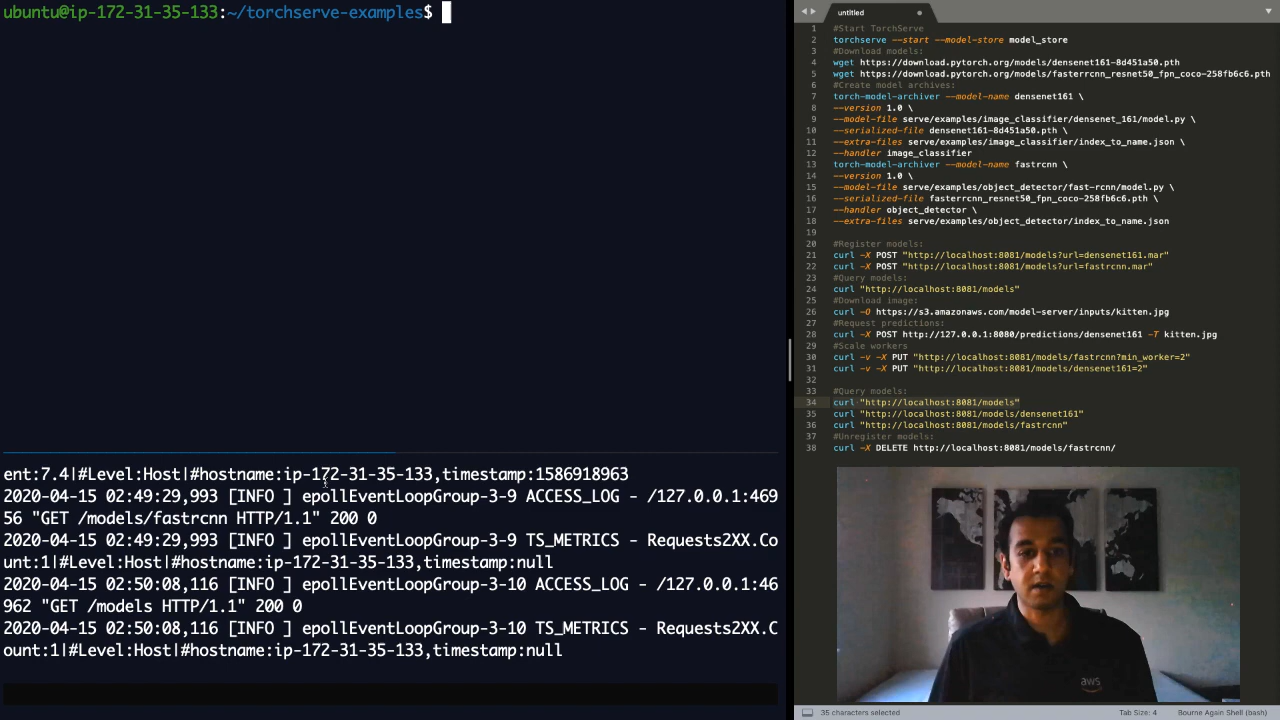 ubuntu@ip-172-31-35-133:~/torchserve-examples$
ent:7.4|#Level:Host|#hostname:ip-172-31-35-133,timestamp:1586918963
2020-04-15 02:49:29,993 [INFO ] epollEventLoopGroup-3-9 ACCESS_LOG - /127.0.0.1:469
56 "GET /models/fastrcnn HTTP/1.1" 200 0
2020-04-15 02:49:29,993 [INFO ] epollEventLoopGroup-3-9 TS_METRICS - Requests2XX.Co
unt:1|#Level:Host|#hostname:ip-172-31-35-133,timestamp:null
2020-04-15 02:50:08,116 [INFO ] epollEventLoopGroup-3-10 ACCESS_LOG - /127.0.0.1:46
962 "GET /models HTTP/1.1" 200 0
2020-04-15 02:50:08,116 [INFO ] epollEventLoopGroup-3-10 TS_METRICS - Requests2XX.C
ount:1|#Level:Host|#hostname:ip-172-31-35-133,timestamp:null
untitled
1 #Start TorchServe
2 torchserve --start --model-store model_store
3 #Download models:
4 wget https://download.pytorch.org/models/densenet161-8d451a50.pth
5 wget https://download.pytorch.org/models/fasterrcnn_resnet50_fpn_coco-258fb6c6.pth
6 #Create model archives:
7 torch-model-archiver --model-name densenet161 \
8 --version 1.0 \
9 --model-file serve/examples/image_classifier/densenet_161/model.py \
10 --serialized-file densenet161-8d451a50.pth \
11 --extra-files serve/examples/image_classifier/index_to_name.json \
12 --handler image_classifier
13 torch-model-archiver --model-name fastrcnn \
14 --version 1.0 \
15 --model-file serve/examples/object_detector/fast-rcnn/model.py \
16 --serialized-file fasterrcnn_resnet50_fpn_coco-258fb6c6.pth \
17 --handler object_detector \
18 --extra-files serve/examples/object_detector/index_to_name.json
19
20 #Register models:
21 curl -X POST "http://localhost:8081/models?url=densenet161.mar"
22 curl -X POST "http://localhost:8081/models?url=fastrcnn.mar"
23 #Query models:
24 curl "http://localhost:8081/models"
25 #Download image:
26 curl -O https://s3.amazonaws.com/model-server/inputs/kitten.jpg
27 #Request predictions:
28 curl -X POST http://127.0.0.1:8080/predictions/densenet161 -T kitten.jpg
29 #Scale workers
30 curl -v -X PUT "http://localhost:8081/models/fastrcnn?min_worker=2"
31 curl -v -X PUT "http://localhost:8081/models/densenet161=2"
32
33 #Query models:
34 curl "http://localhost:8081/models"
35 curl "http://localhost:8081/models/densenet161"
36 curl "http://localhost:8081/models/fastrcnn"
37 #Unregister models:
38 curl -X DELETE http://localhost:8081/models/fastrcnn/
aws
35 characters selected
Tab Size: 4
Bourne Again Shell (bash)